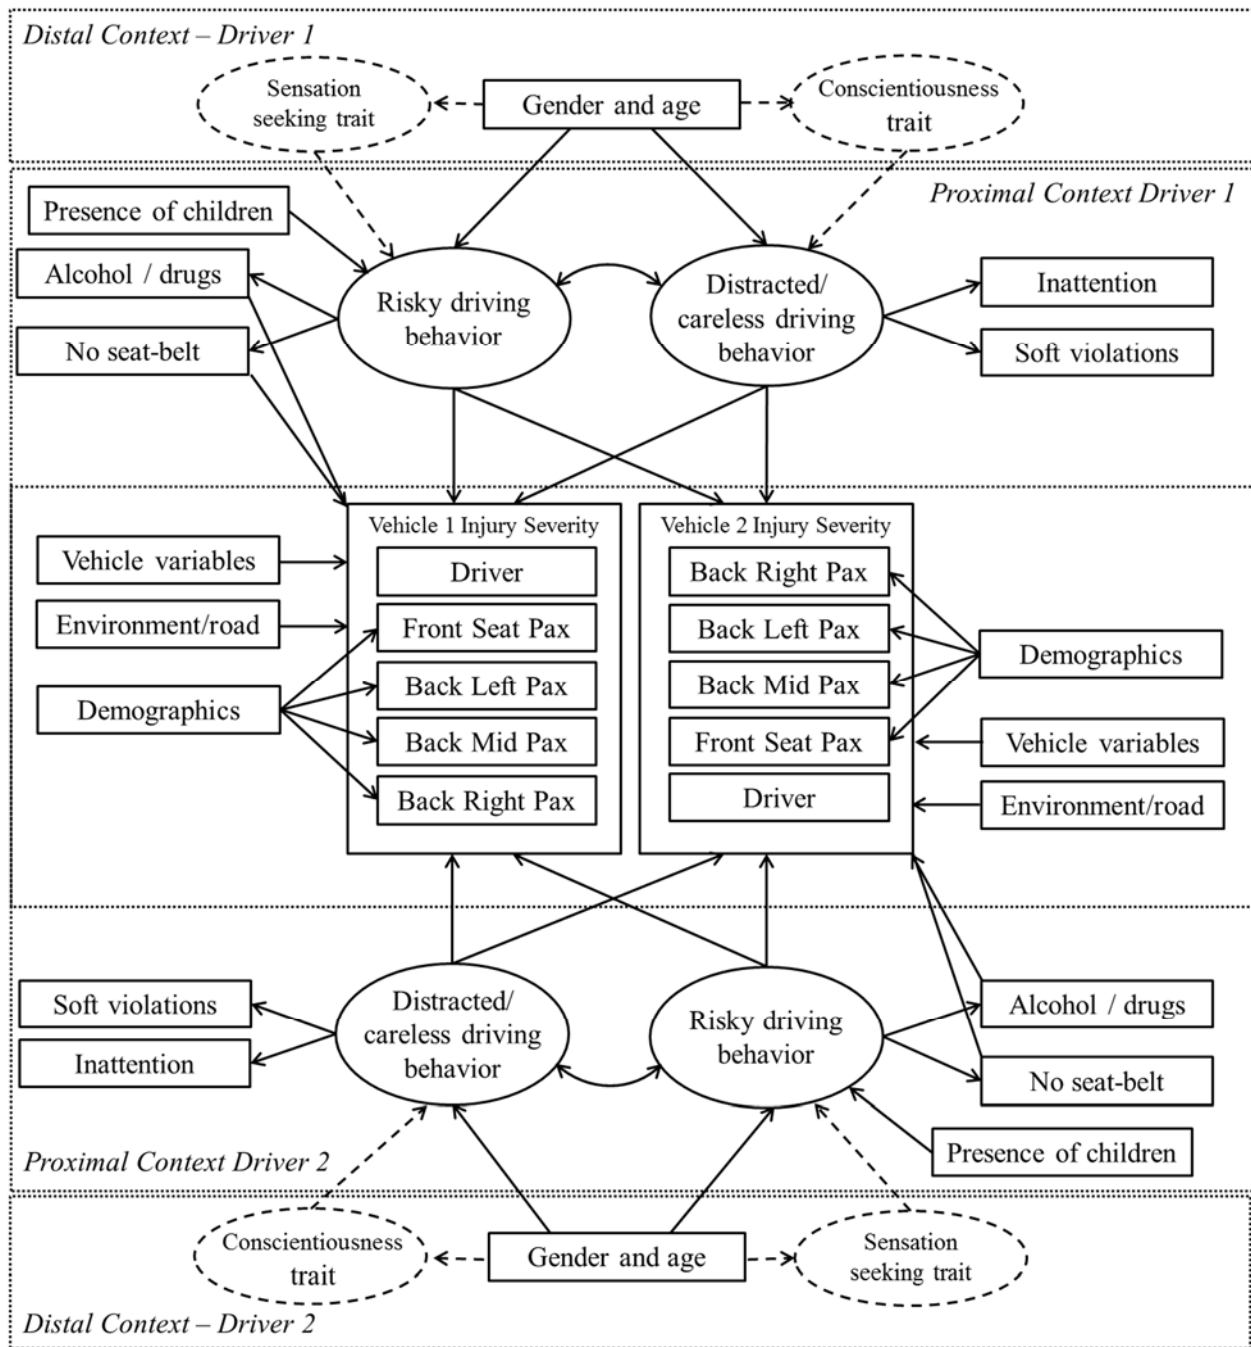 Distal Context – Driver 1
Sensation
seeking trait
Gender and age
Conscientiousness
trait
Proximal Context Driver 1
Presence of children
Alcohol / drugs
No seat-belt
Risky driving
behavior
Distracted/
careless driving
behavior
Inattention
Soft violations
Vehicle 1 Injury Severity
Driver
Front Seat Pax
Back Left Pax
Back Mid Pax
Back Right Pax
Vehicle 2 Injury Severity
Back Right Pax
Back Left Pax
Back Mid Pax
Front Seat Pax
Driver
Vehicle variables
Environment/road
Demographics
Demographics
Vehicle variables
Environment/road
Soft violations
Inattention
Distracted/
careless driving
behavior
Risky driving
behavior
Alcohol / drugs
No seat-belt
Presence of children
Proximal Context Driver 2
Conscientiousness
trait
Gender and age
Sensation
seeking trait
Distal Context – Driver 2